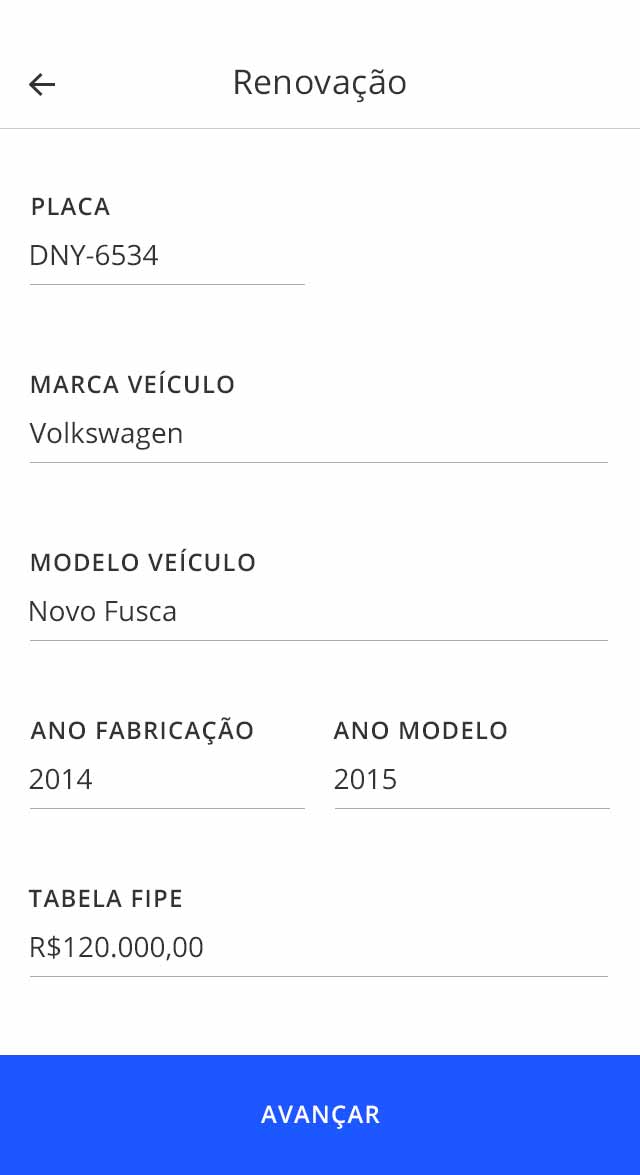 Renovação
PLACA
DNY-6534
MARCA VEÍCULO
Volkswagen
MODELO VEÍCULO
Novo Fusca
ANO FABRICAÇÃO ANO MODELO
2014 2015
TABELA FIPE
R$120.000,00
AVANÇAR